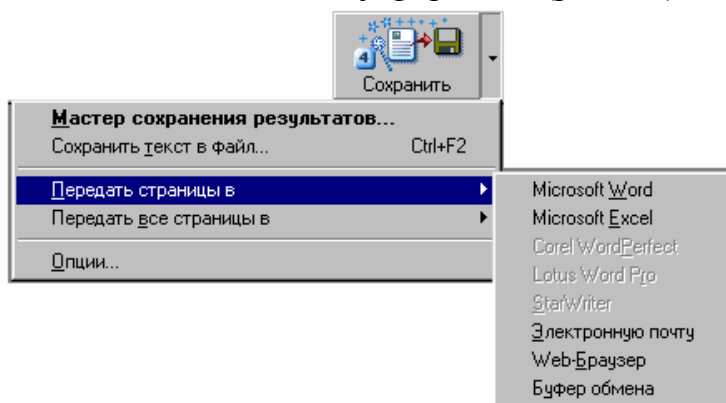 4
Сохранить
Мастер сохранения результатов...
Сохранить текст в файл... Ctrl+F2
Передать страницы в
Передать все страницы в
Опции...
Microsoft Word
Microsoft Excel
Corel WordPerfect
Lotus Word Pro
StarWriter
Электронную почту
Web-Браузер
Буфер обмена